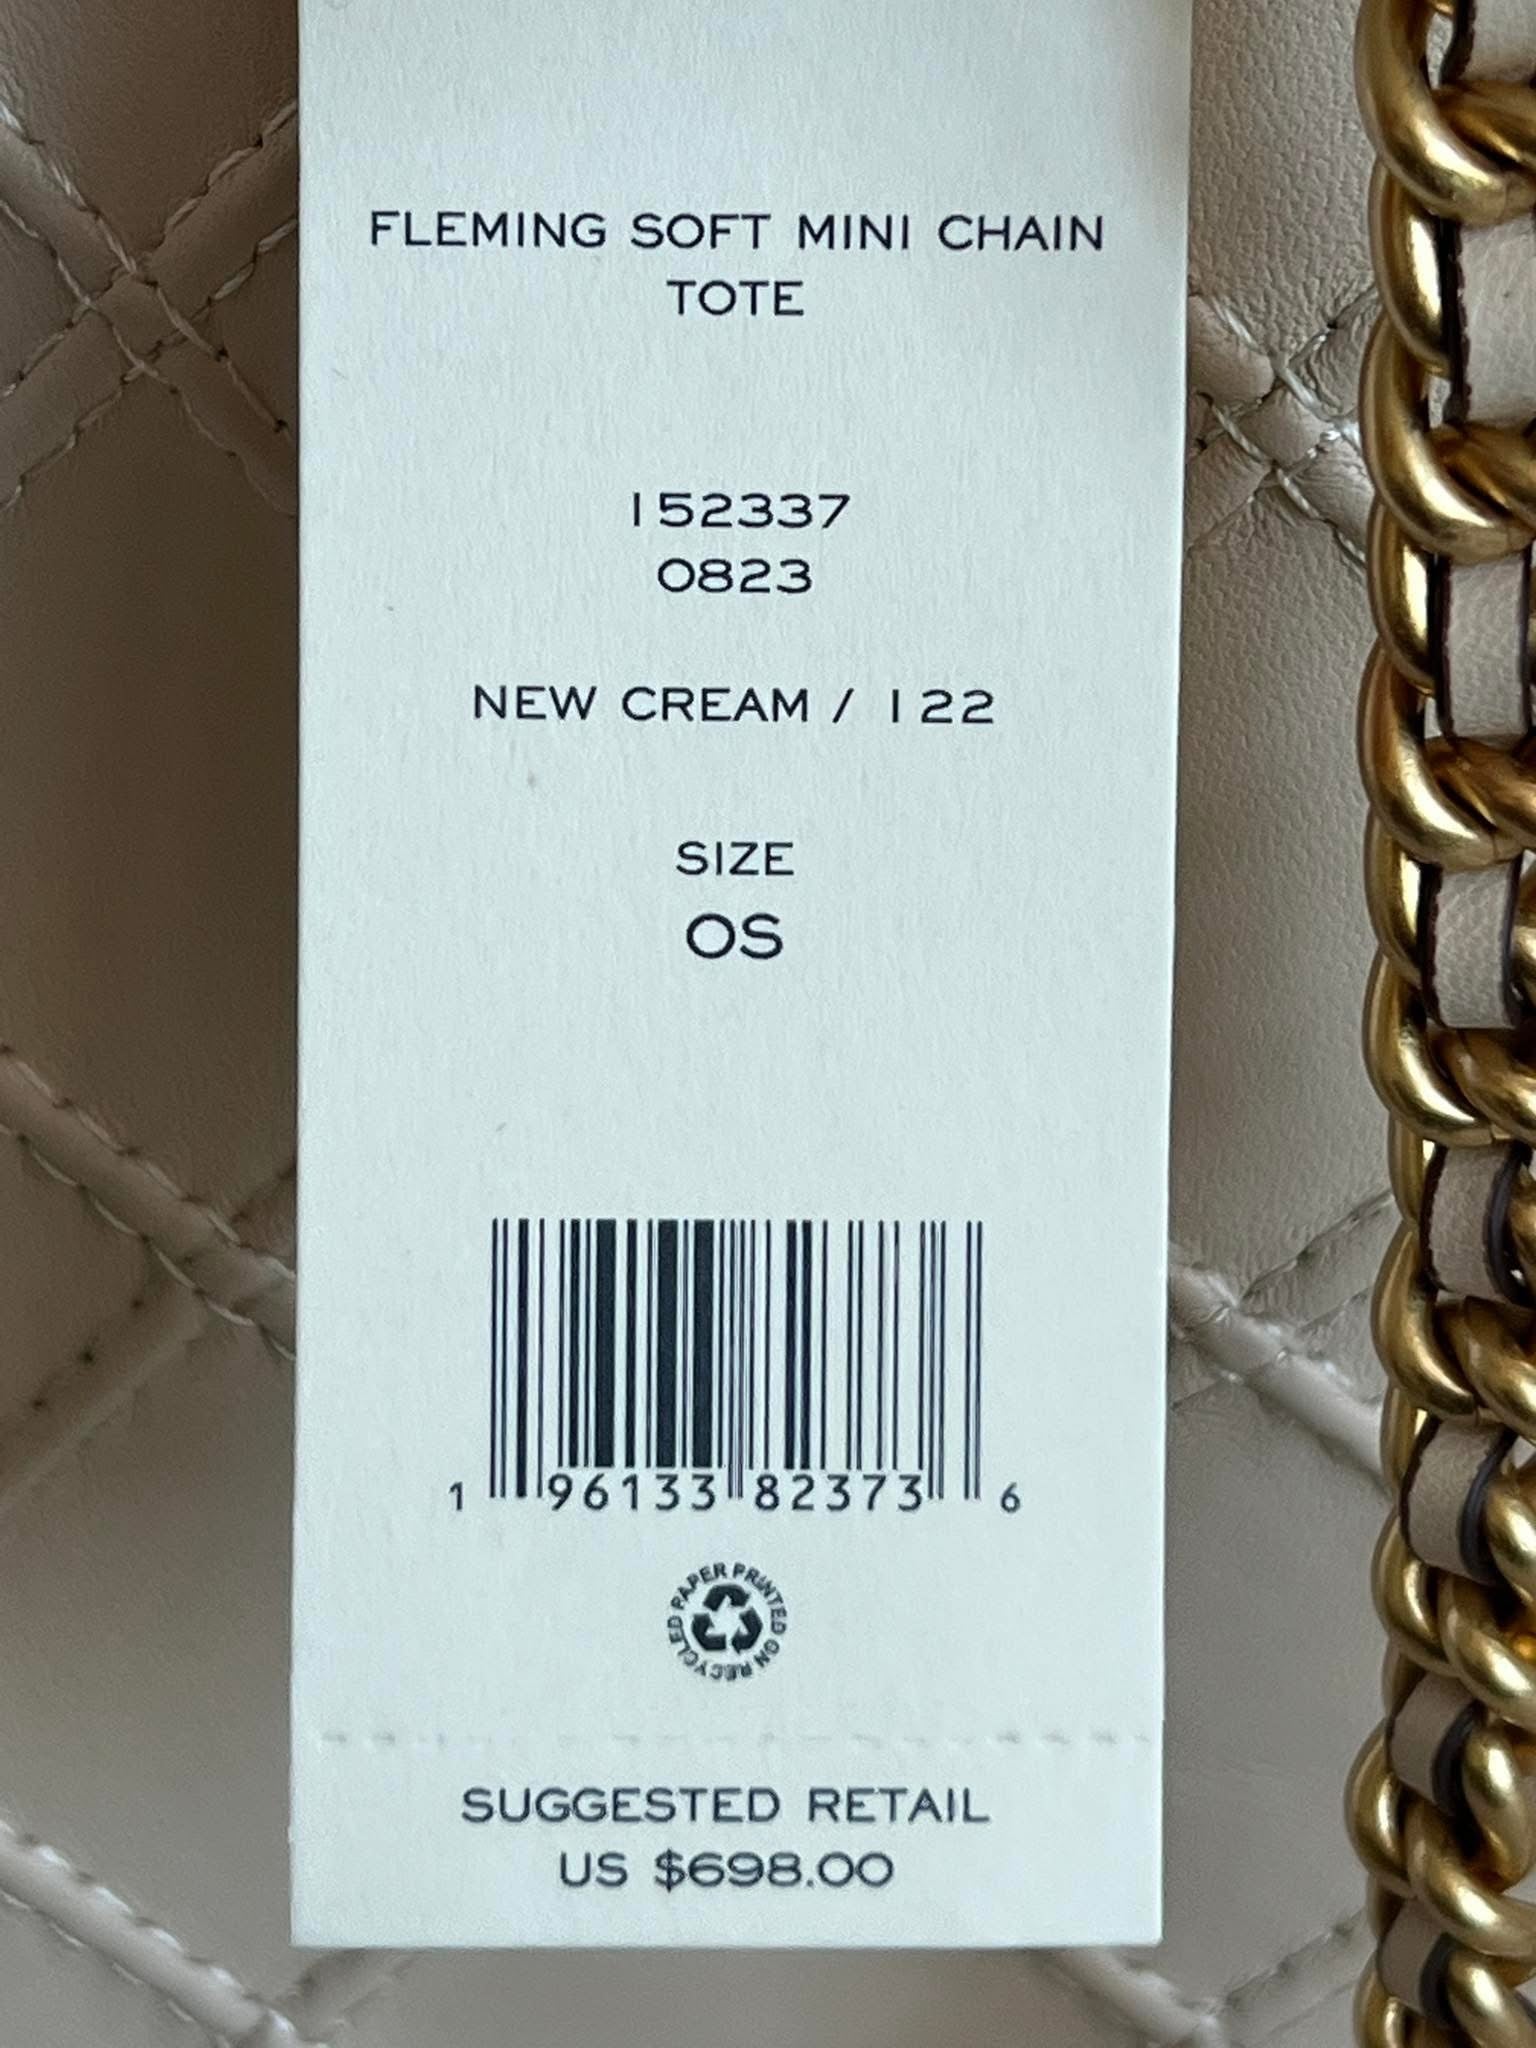 FLEMING SOFT MINI CHAIN
TOTE
152337
0823
NEW CREAM / 122
SIZE
OS
1 96133 82373 6
PRINTED ON RECYCLED PAPER
SUGGESTED RETAIL
US $698.00